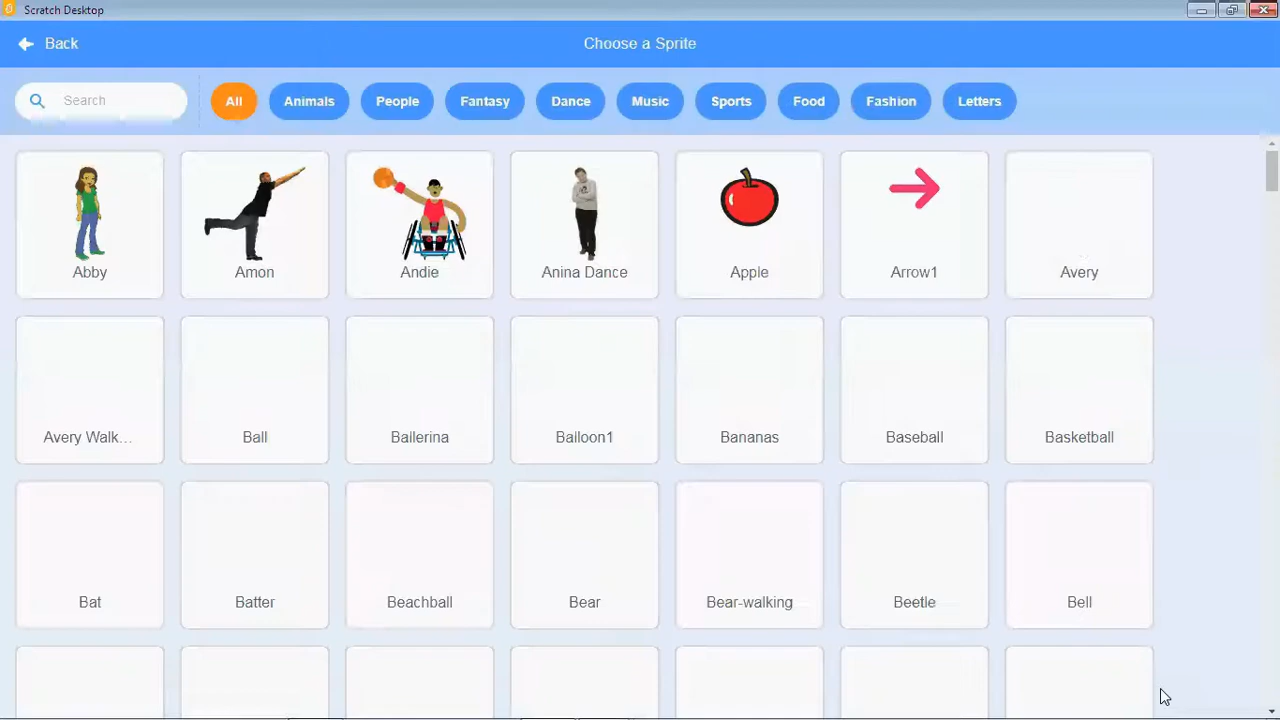 Scratch Desktop
Back
Choose a Sprite
Search
All
Animals
People
Fantasy
Dance
Music
Sports
Food
Fashion
Letters
Abby
Amon
Andie
Anina Dance
Apple
Arrow1
Avery
Avery Walk...
Ball
Ballerina
Balloon1
Bananas
Baseball
Basketball
Bat
Batter
Beachball
Bear
Bear-walking
Beetle
Bell